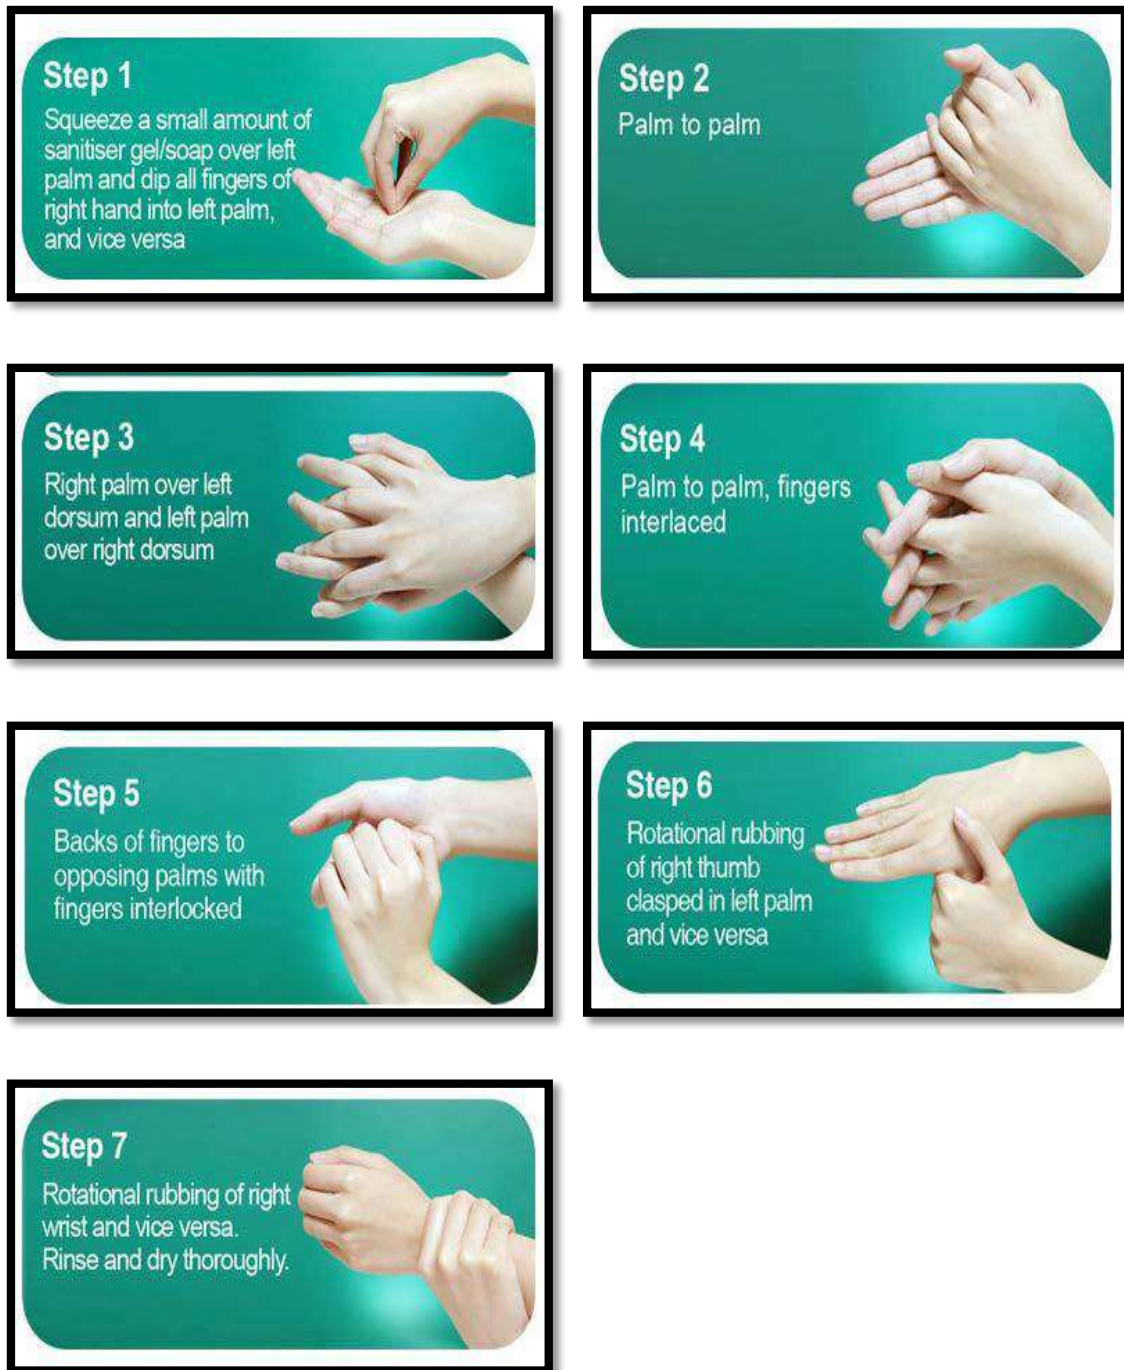 Step 1
Squeeze a small amount of
sanitiser gel/soap over left
palm and dip all fingers of
right hand into left palm,
and vice versa
Step 2
Palm to palm
Step 3
Right palm over left
dorsum and left palm
over right dorsum
Step 4
Palm to palm, fingers
interlaced
Step 5
Backs of fingers to
opposing palms with
fingers interlocked
Step 6
Rotational rubbing
of right thumb
clasped in left palm
and vice versa
Step 7
Rotational rubbing of right
wrist and vice versa.
Rinse and dry thoroughly.